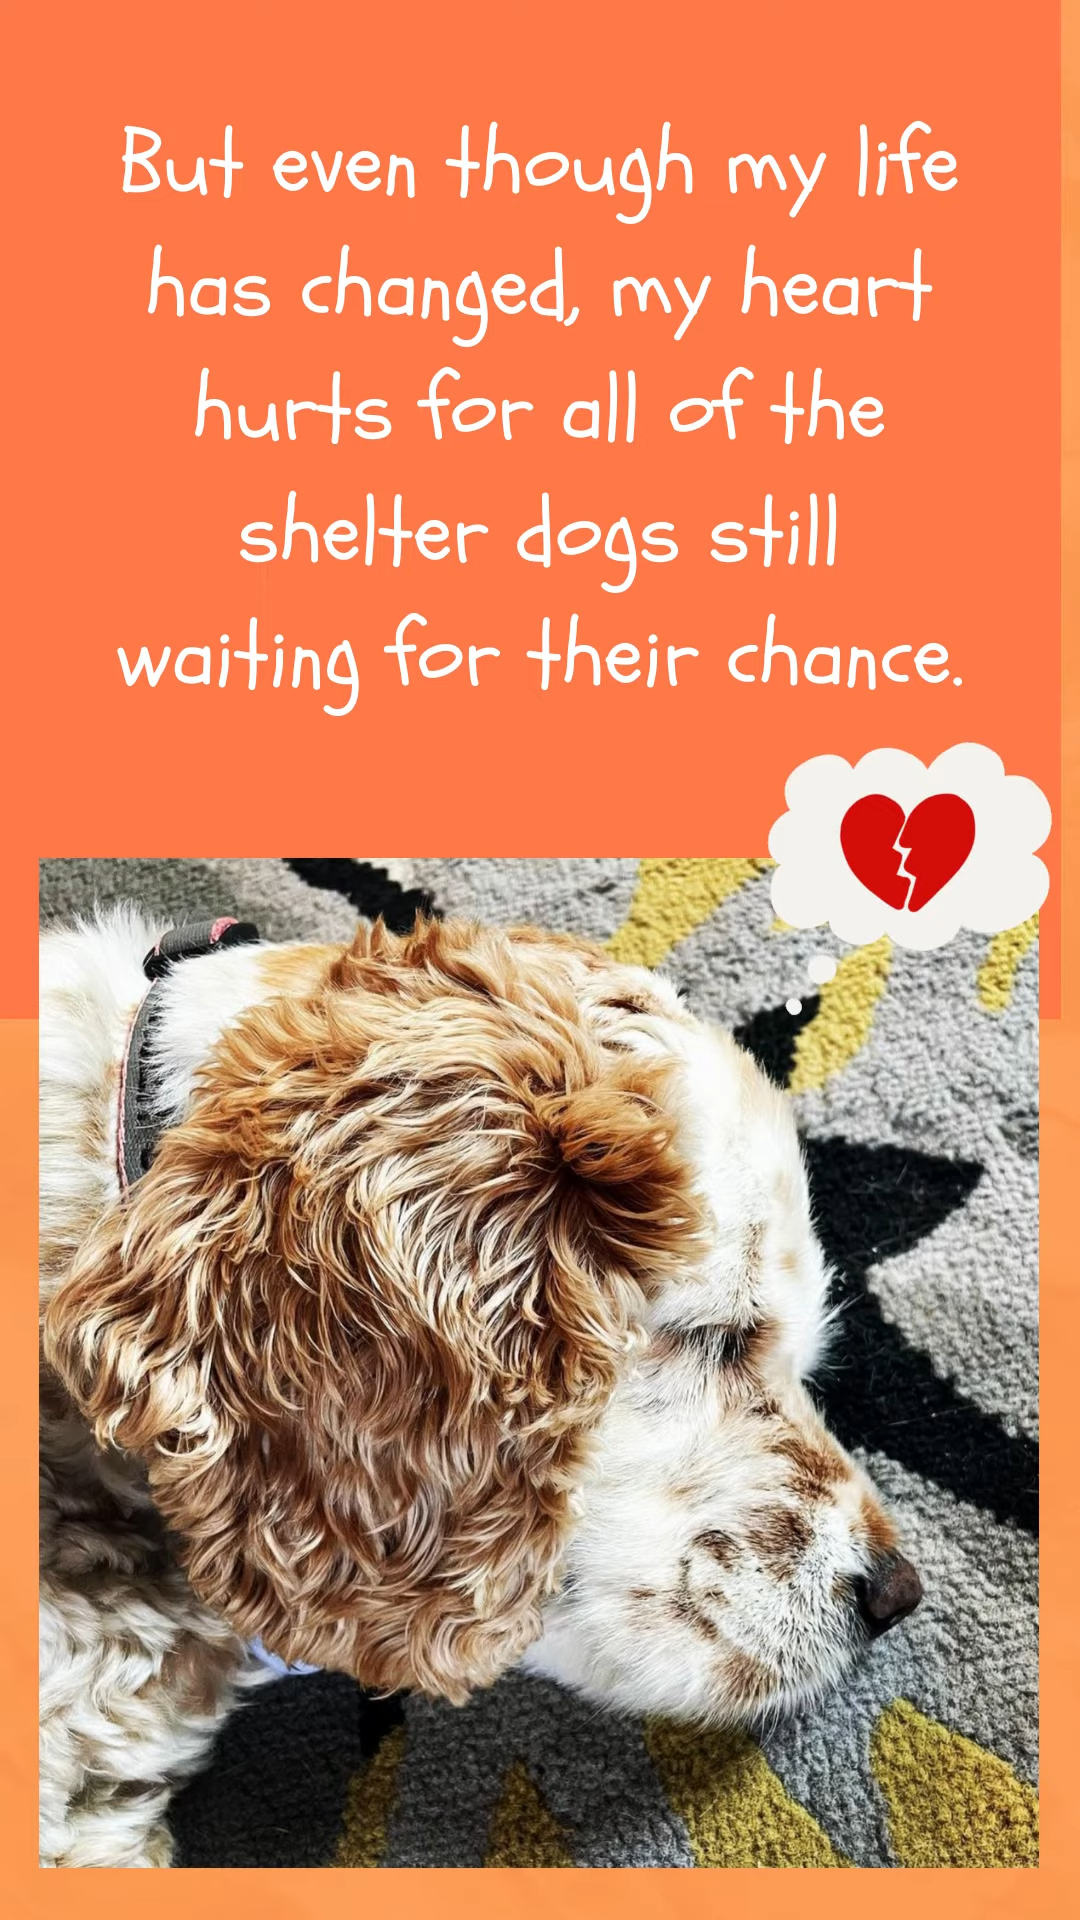 But even though my life
has changed, my heart
hurts for all of the
shelter dogs still
waiting for their chance.